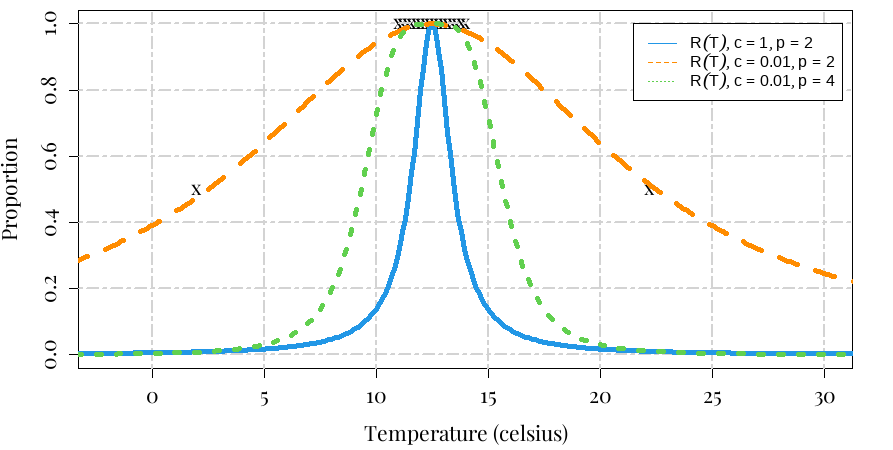 1.0
0.8
0.6
0.4
0.2
0.0
Proportion
R(T), c = 1, p = 2
R(T), c = 0.01, p = 2
R(T), c = 0.01, p = 4
x
x
0 5 10 15 20 25 30
Temperature (celsius)